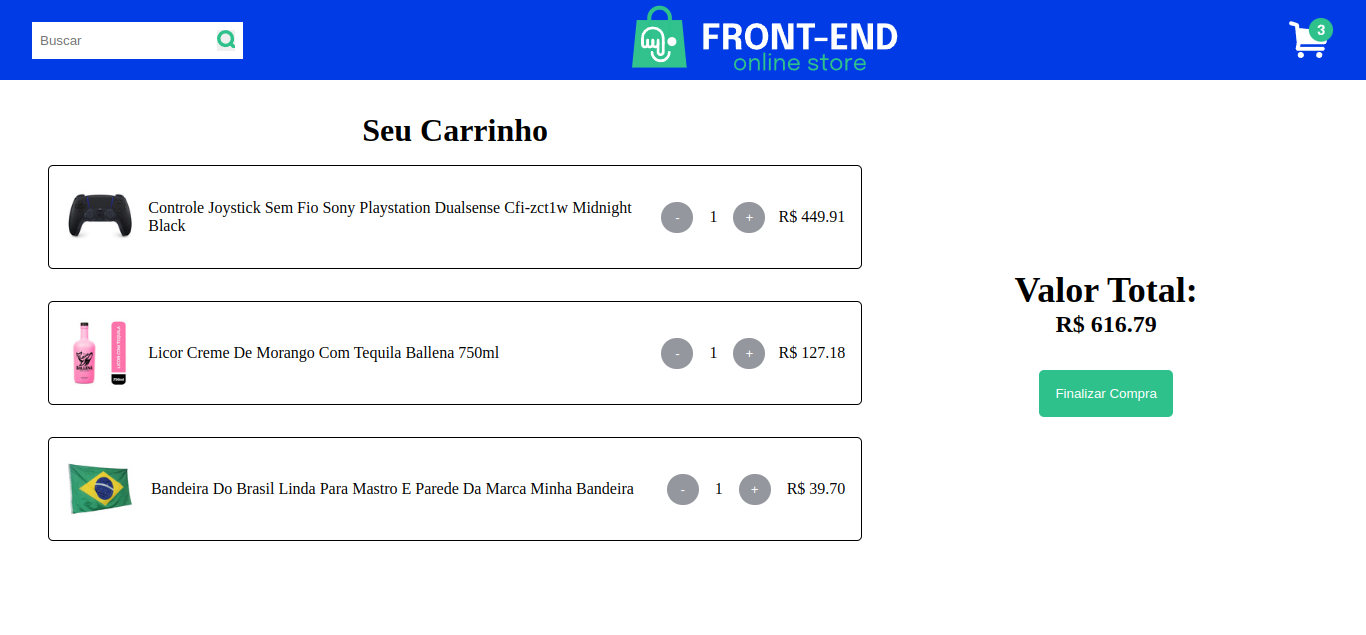 Buscar
FRONT-END
online store
3
Seu Carrinho
Controle Joystick Sem Fio Sony Playstation Dualsense Cfi-zct1w Midnight
Black
- 1 + R$ 449.91
BALLENA
Licor Creme De Morango Com Tequila Ballena 750ml
- 1 + R$ 127.18
Bandeira Do Brasil Linda Para Mastro E Parede Da Marca Minha Bandeira
- 1 + R$ 39.70
Valor Total:
R$ 616.79
Finalizar Compra